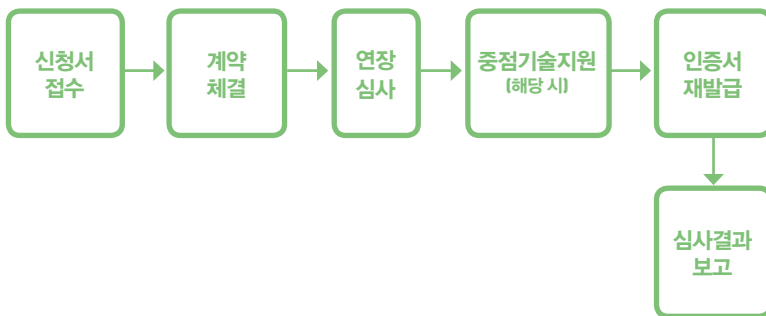 신청서
접수
계약
체결
연장
심사
중점기술지원
(해당 시)
인증서
재발급
심사결과
보고